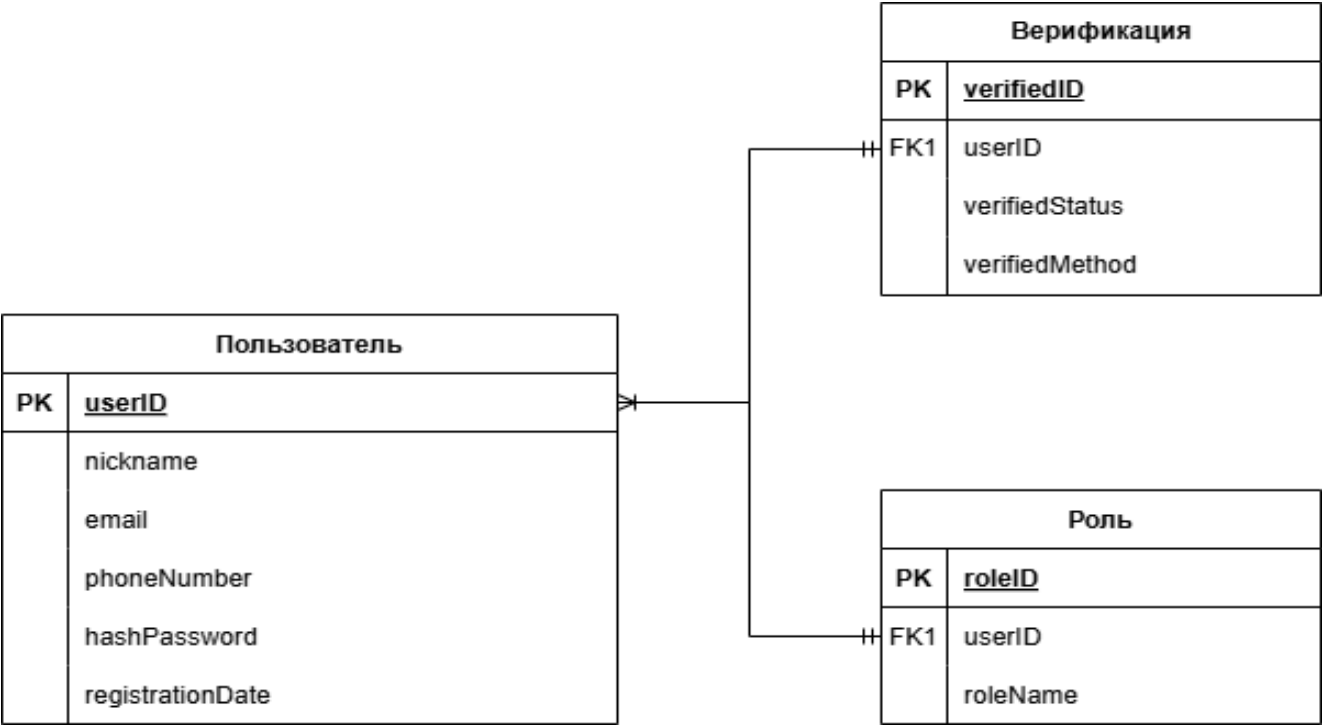 Верификация
PK verifiedID
FK1 userID
verifiedStatus
verifiedMethod
Пользователь
PK userID
nickname
email
phoneNumber
hashPassword
registrationDate
Роль
PK roleID
FK1 userID
roleName